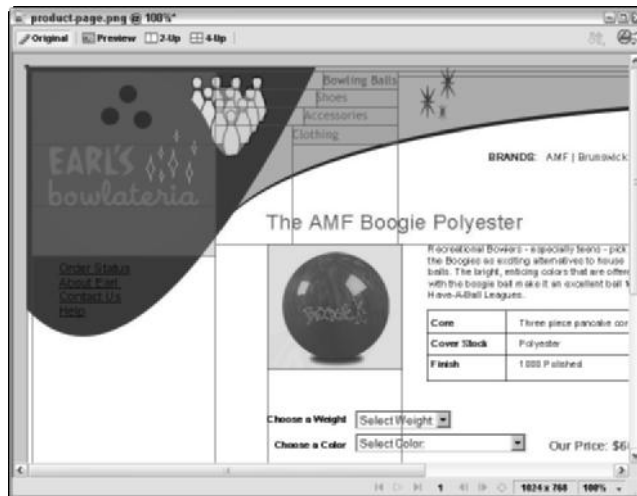 product-page.png @ 100%*
Original Preview 2-Up 4-Up
Bowling Balls
Shoes
Accessories
Clothing
EARL'S
bowlateria
BRANDS: AMF | Brunswick
The AMF Boogie Polyester
Order Status
About Earl
Contact Us
Help
Recreational Bowlers - especially teens - pick
the Boogies as exciting alternatives to house
balls. The bright, enticing colors that are offere
with the boogie ball make it an excellent ball f
Have-A-Ball Leagues.
BOOGIE
Core Three piece pancake cor
Cover Stock Polyester
Finish 1000 Polished
Choose a Weight Select Weight
Choose a Color Select Color:
Our Price: $6
1 1024 x 768 100%